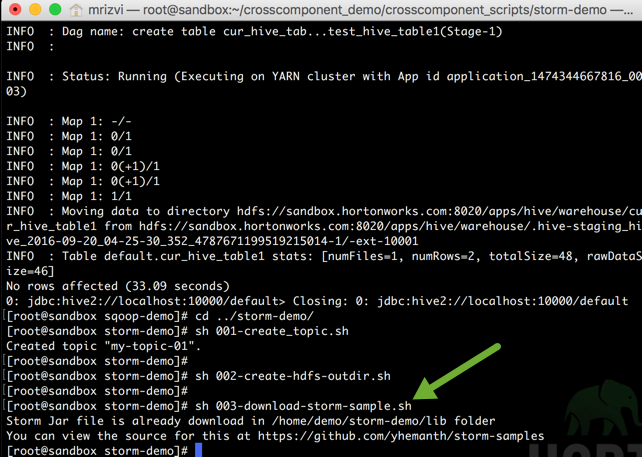 mrizvi — root@sandbox:~/crosscomponent_demo/crosscomponent_scripts/storm-demo —...
INFO  : Dag name: create table cur_hive_tab...test_hive_table1(Stage-1)
INFO  :
INFO  : Status: Running (Executing on YARN cluster with App id application_1474344667816_00
03)
INFO  : Map 1: -/-
INFO  : Map 1: 0/1
INFO  : Map 1: 0/1
INFO  : Map 1: 0(+1)/1
INFO  : Map 1: 0(+1)/1
INFO  : Map 1: 1/1
INFO  : Moving data to directory hdfs://sandbox.hortonworks.com:8020/apps/hive/warehouse/cu
r_hive_table1 from hdfs://sandbox.hortonworks.com:8020/apps/hive/warehouse/.hive-staging_hi
ve_2016-09-20_04-25-30_352_4787671199519215014-1/-ext-10001
INFO  : Table default.cur_hive_table1 stats: [numFiles=1, numRows=2, totalSize=48, rawDataS
ize=46]
No rows affected (33.09 seconds)
0: jdbc:hive2://localhost:10000/default> Closing: 0: jdbc:hive2://localhost:10000/default
[root@sandbox sqoop-demo]# cd ../storm-demo/
[root@sandbox storm-demo]# sh 001-create_topic.sh
Created topic "my-topic-01".
[root@sandbox storm-demo]#
[root@sandbox storm-demo]# sh 002-create-hdfs-outdir.sh
[root@sandbox storm-demo]#
[root@sandbox storm-demo]# sh 003-download-storm-sample.sh
Storm Jar file is already download in /home/demo/storm-demo/lib folder
You can view the source for this at https://github.com/yhemanth/storm-samples
[root@sandbox storm-demo]#